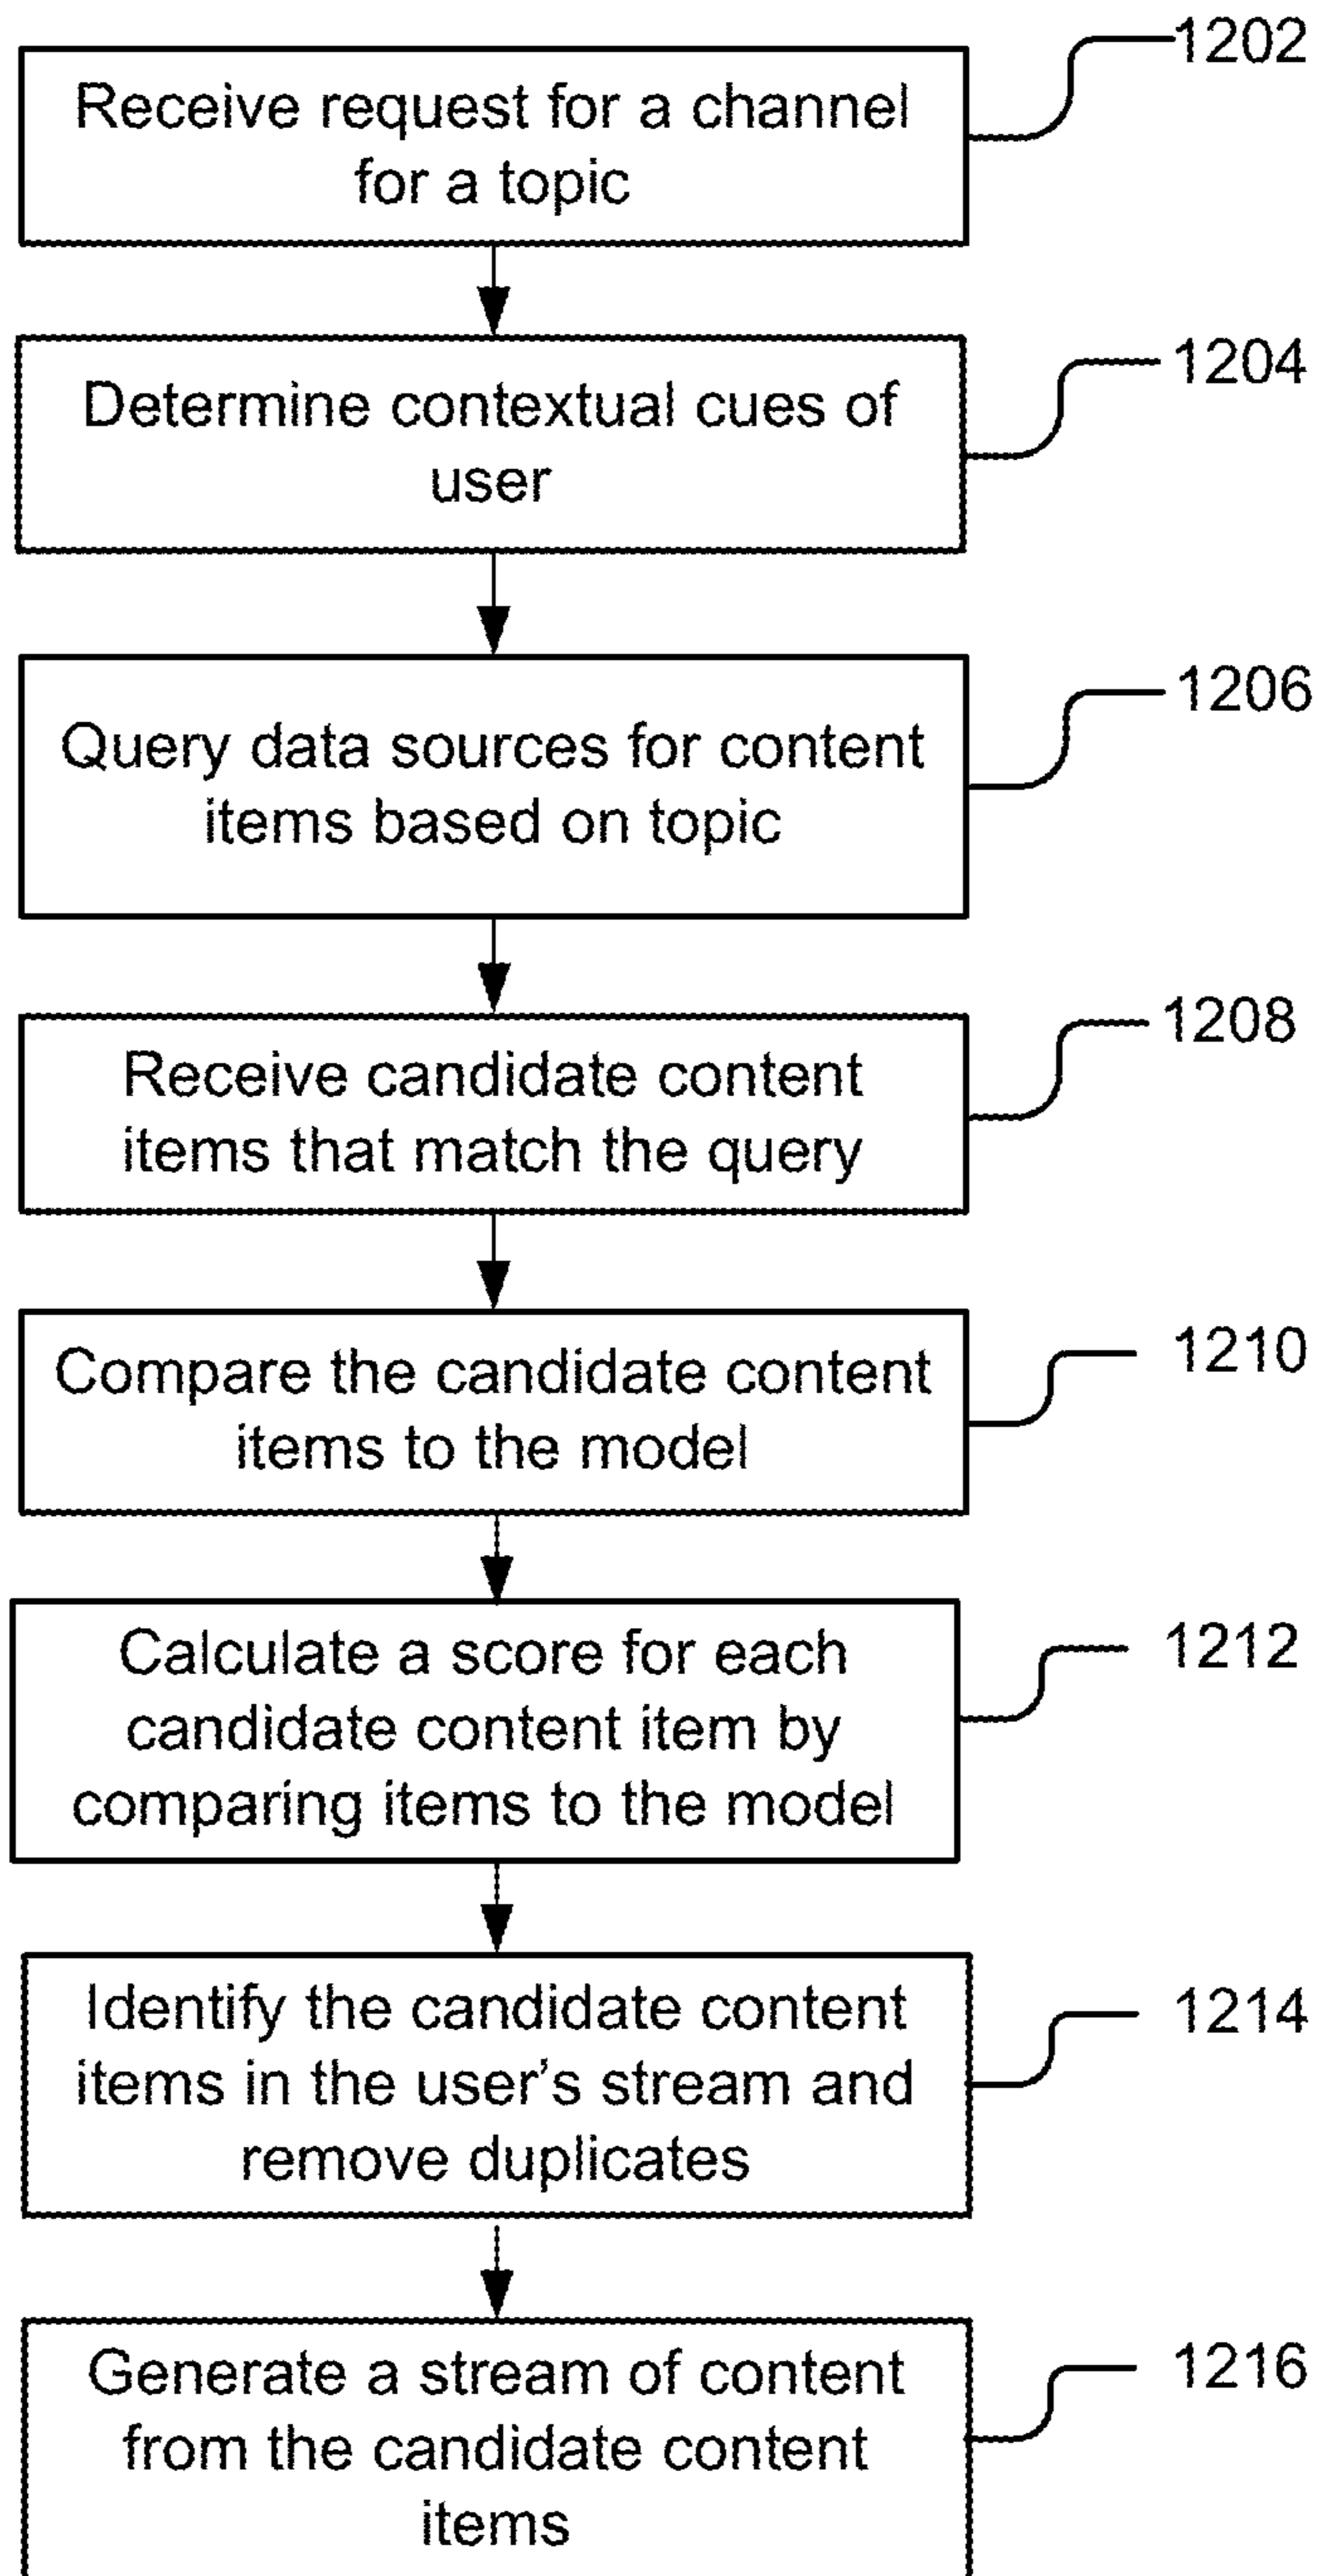 1202
Receive request for a channel
for a topic
1204
Determine contextual cues of
user
1206
Query data sources for content
items based on topic
1208
Receive candidate content
items that match the query
1210
Compare the candidate content
items to the model
1212
Calculate a score for each
candidate content item by
comparing items to the model
1214
Identify the candidate content
items in the user's stream and
remove duplicates
1216
Generate a stream of content
from the candidate content
items